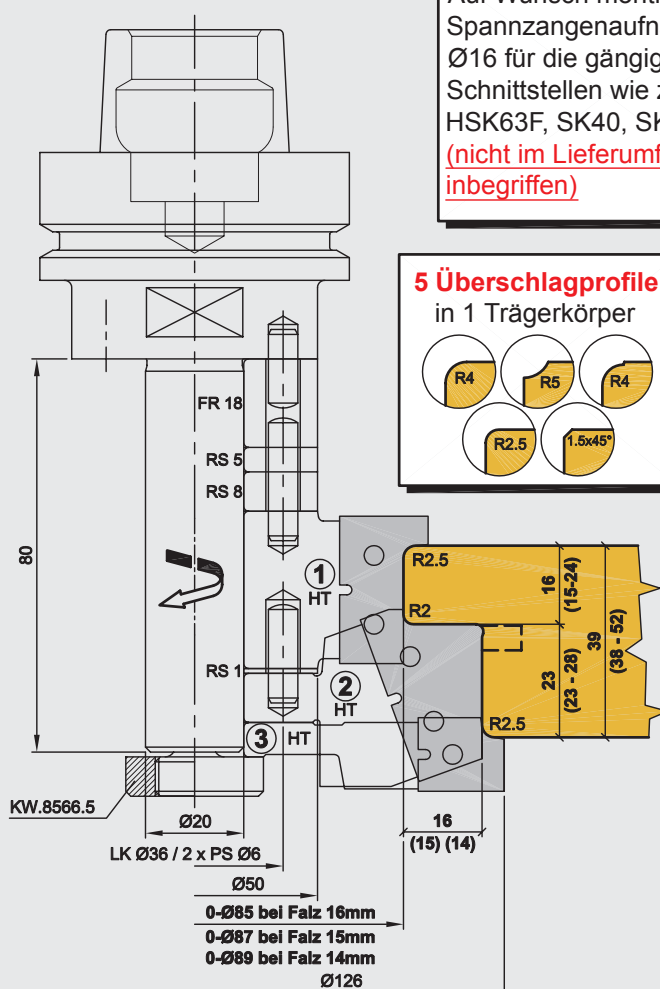 Spannzangenaufn
Ø16 für die gängig
Schnittstellen wie z
HSK63F, SK40, SK
(nicht im Lieferumf
inbegriffen)
5 Überschlagprofile
in 1 Trägerkörper
R4
R5
R4
R2.5
1.5x45°
FR 18
RS 5
RS 8
80
1
HT
R2.5
R2
16
(15-24)
39
(38 - 52)
23
(23 - 28)
RS 1
2
HT
3 HT
R2.5
KW.8566.5
Ø20
16
(15) (14)
LK Ø36 / 2 x PS Ø6
Ø50
0-Ø85 bei Falz 16mm
0-Ø87 bei Falz 15mm
0-Ø89 bei Falz 14mm
Ø126